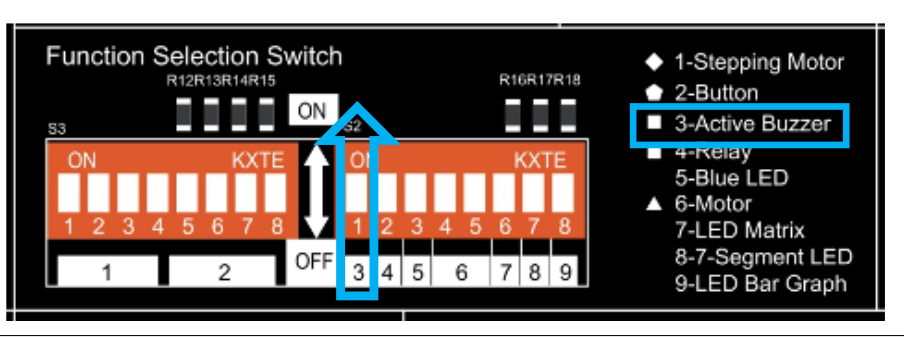 Function Selection Switch
R12R13R14R15
R16R17R18
ON
S3
S2
ON KXTE
ON KXTE
1 2 3 4 5 6 7 8
1 2 3 4 5 6 7 8
OFF
1 2
3 4 5 6 7 8 9
1-Stepping Motor
2-Button
3-Active Buzzer
4-Relay
5-Blue LED
6-Motor
7-LED Matrix
8-7-Segment LED
9-LED Bar Graph